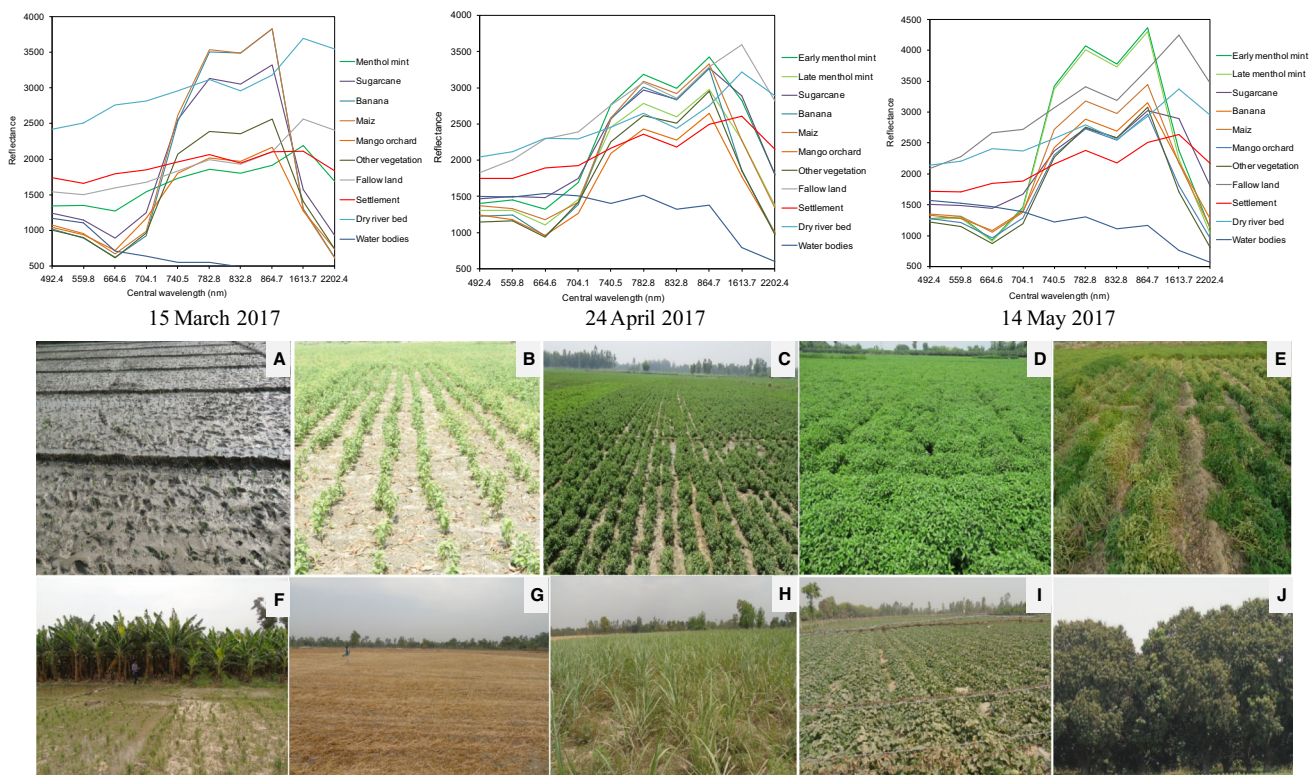 4000
3500
3000
2500
2000
1500
1000
500
Reflectance
492.4 559.8 664.6 704.1 740.5 782.8 832.8 864.7 1613.7 2202.4
Central wavelength (nm)
Menthol mint
Sugarcane
Banana
Maiz
Mango orchard
Other vegetation
Fallow land
Settlement
Dry river bed
Water bodies
15 March 2017
4000
3500
3000
2500
2000
1500
1000
500
Reflectance
492.4 559.8 664.6 704.1 740.5 782.8 832.8 864.7 1613.7 2202.4
Central wavelength (nm)
Early menthol mint
Late menthol mint
Sugarcane
Banana
Maiz
Mango orchard
Other vegetation
Fallow land
Settlement
Dry river bed
Water bodies
24 April 2017
4500
4000
3500
3000
2500
2000
1500
1000
500
Reflectance
492.4 559.8 664.6 704.1 740.5 782.8 832.8 864.7 1613.7 2202.4
Central wavelength (nm)
Early menthol mint
Late menthol mint
Sugarcane
Banana
Maiz
Mango orchard
Other vegetation
Fallow land
Settlement
Dry river bed
Water bodies
14 May 2017
A
B
C
D
E
F
G
H
I
J